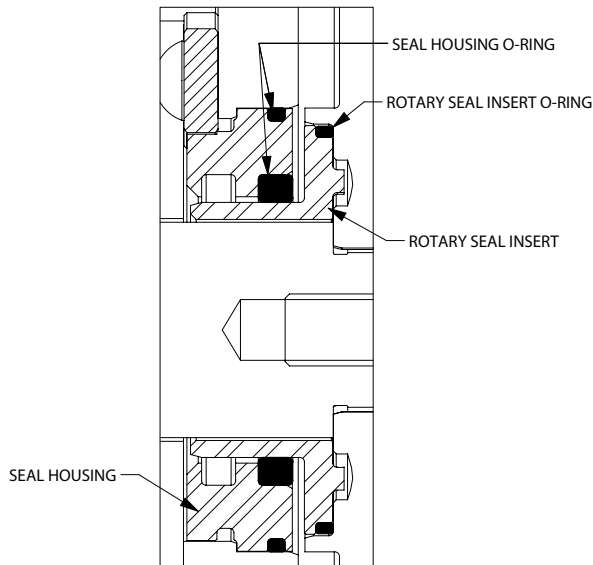 SEAL HOUSING O-RING
ROTARY SEAL INSERT O-RING
ROTARY SEAL INSERT
SEAL HOUSING